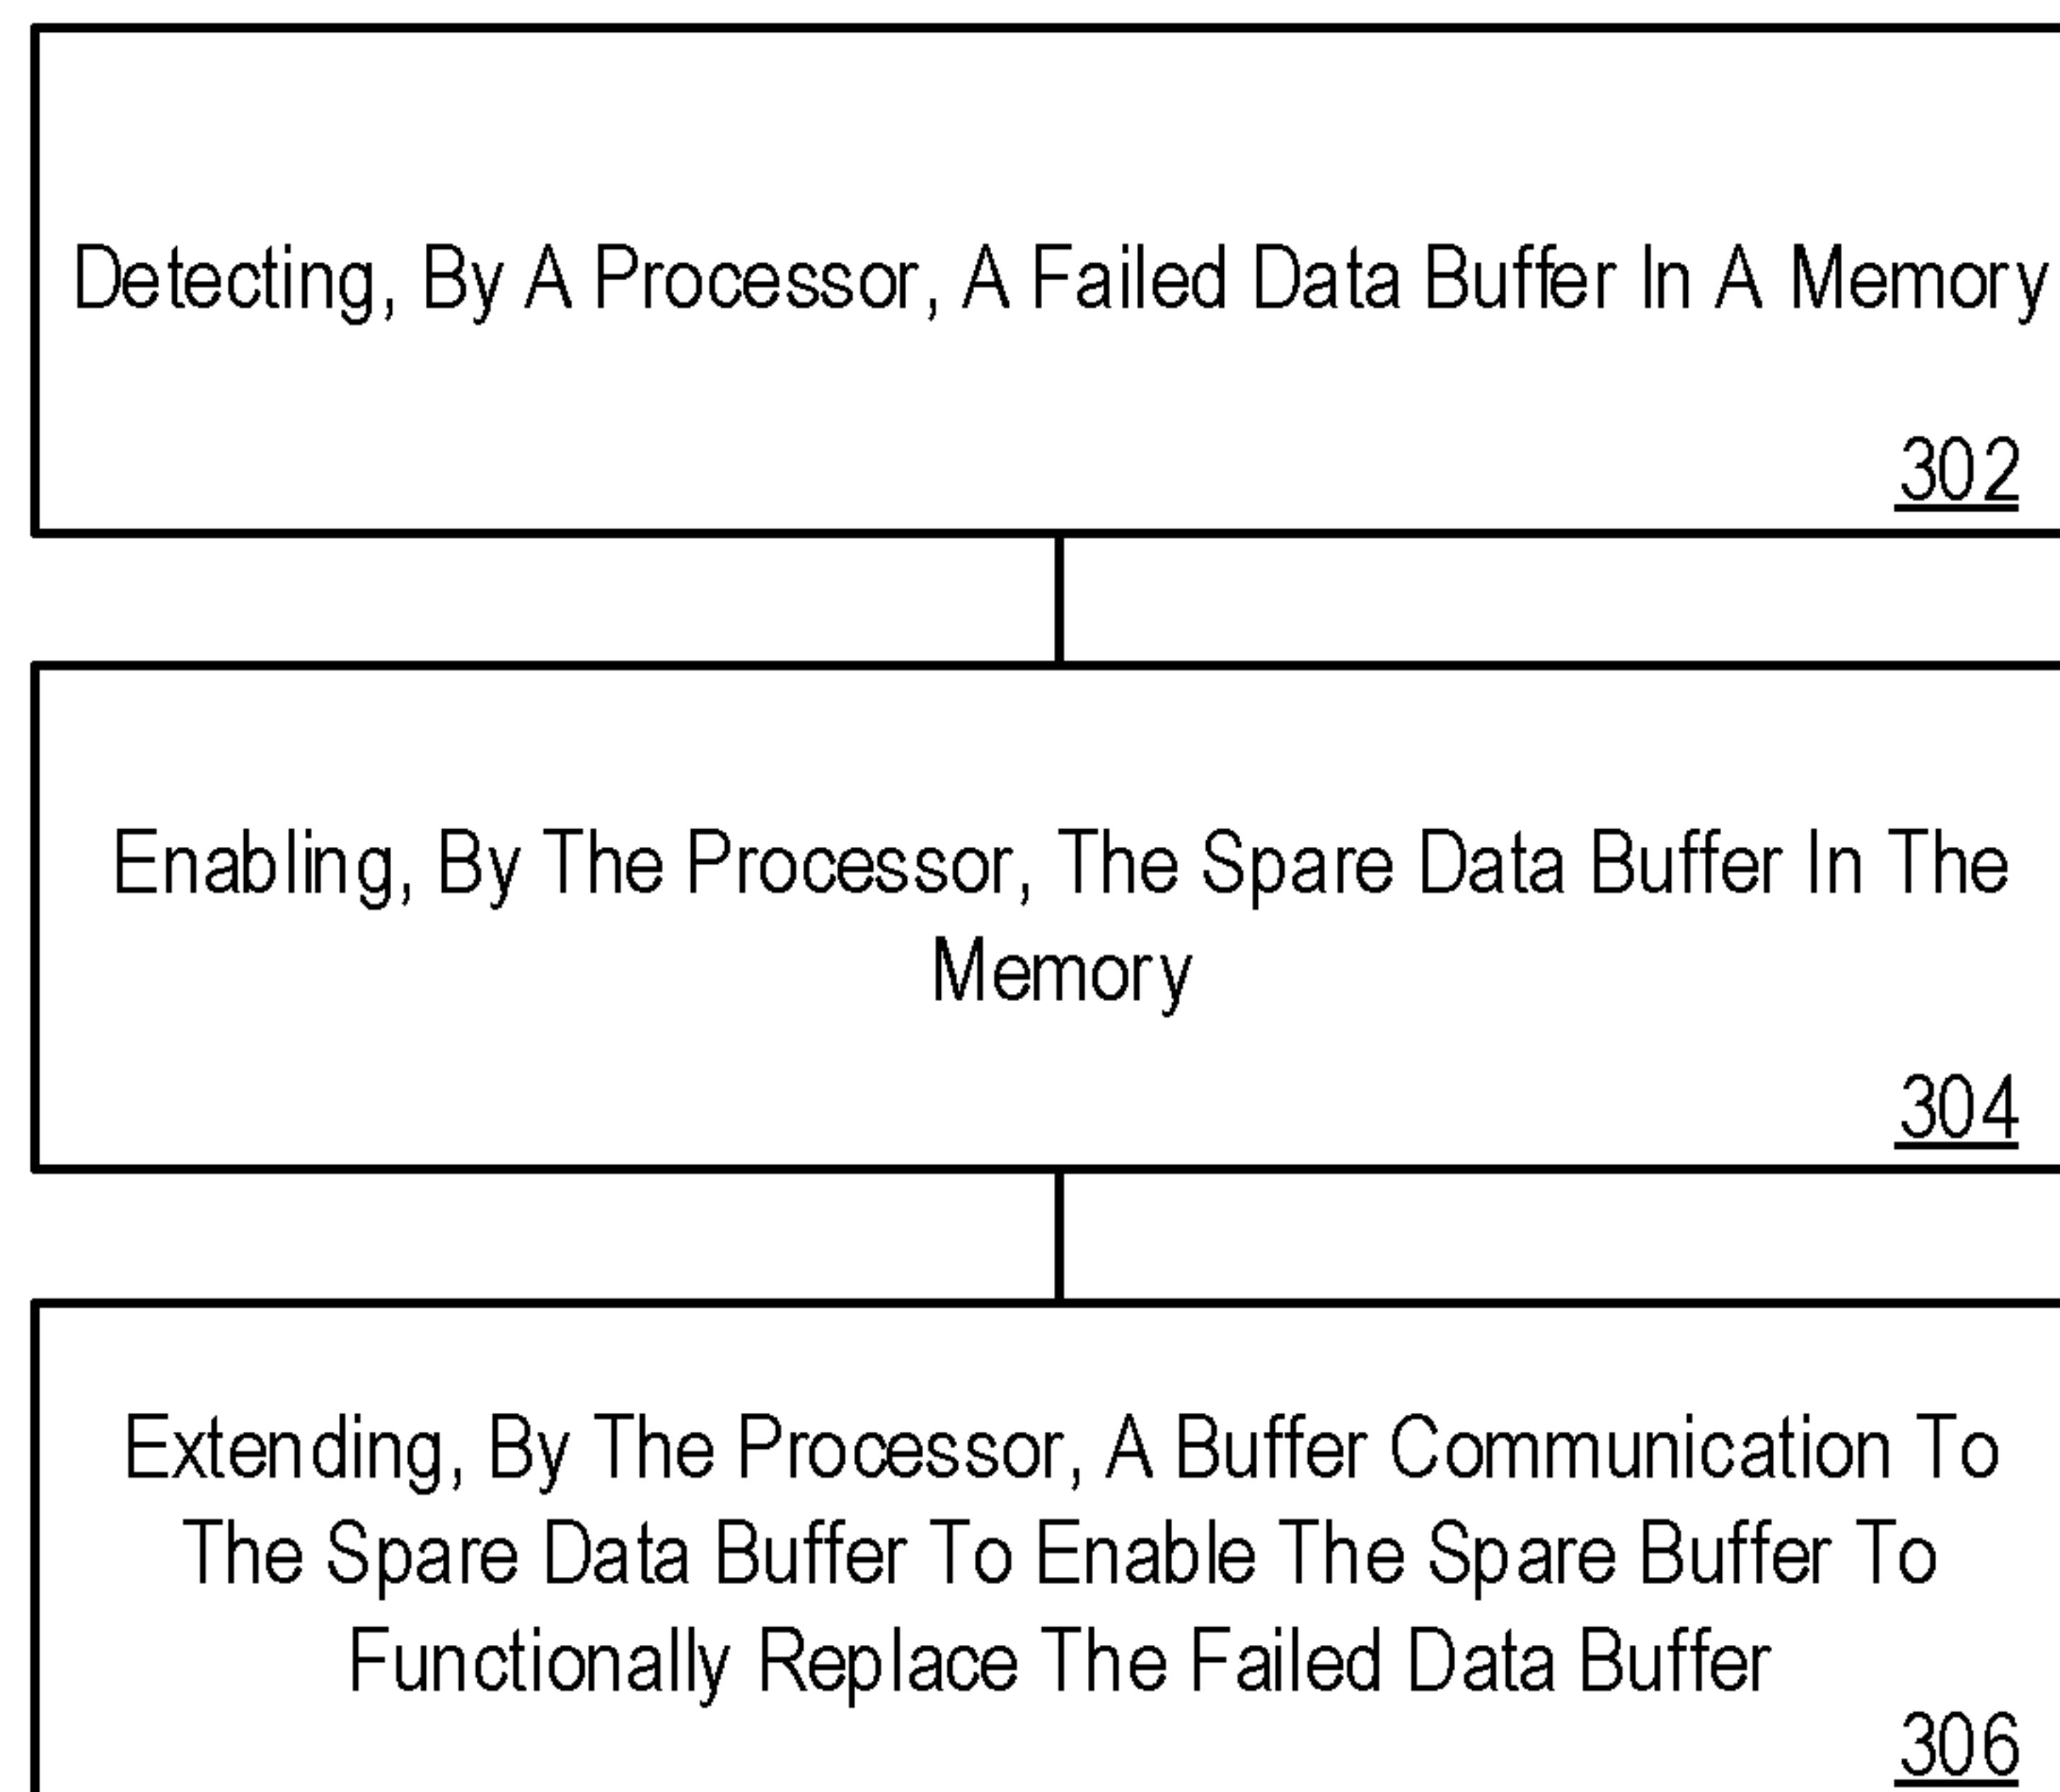 Detecting, By A Processor, A Failed Data Buffer In A Memory
302
Enabling, By The Processor, The Spare Data Buffer In The
Memory
304
Extending, By The Processor, A Buffer Communication To
The Spare Data Buffer To Enable The Spare Buffer To
Functionally Replace The Failed Data Buffer
306